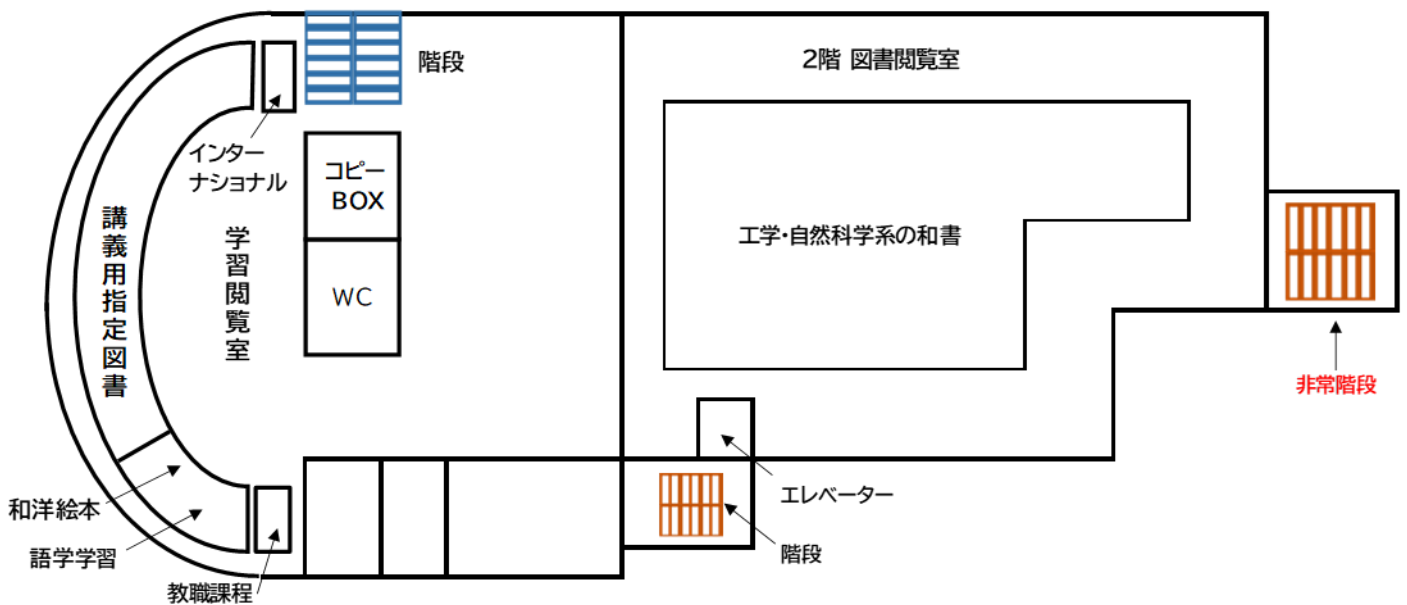 階段
2階 図書閲覧室
インター
ナショナル
コピー
BOX
講義用指定図書
学習閲覧室
工学・自然科学系の和書
WC
非常階段
和洋絵本
エレベーター
語学学習
階段
教職課程